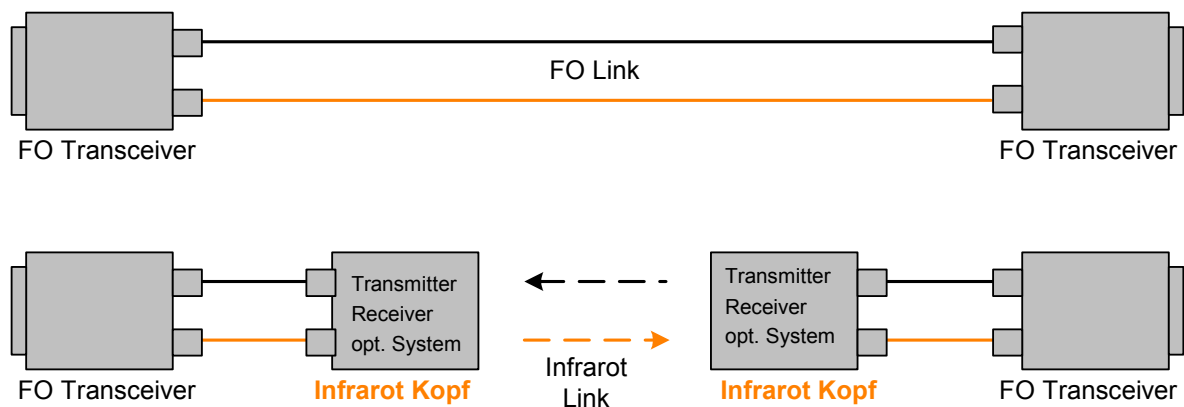 FO Link
FO Transceiver
FO Transceiver
Transmitter
Receiver
opt. System
Transmitter
Receiver
opt. System
FO Transceiver
Infrarot Kopf
Infrarot
Link
Infrarot Kopf
FO Transceiver